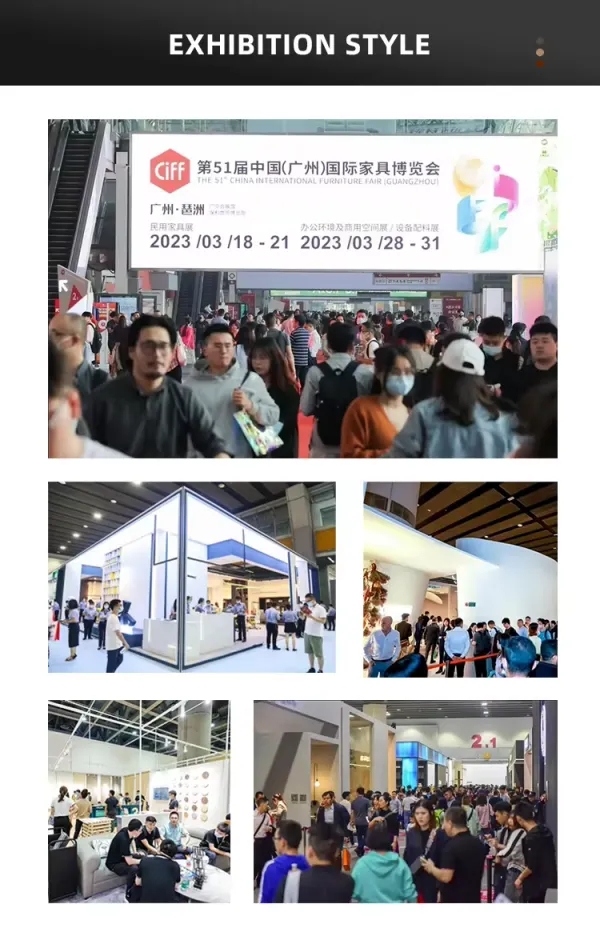 EXHIBITION STYLE
CiFF
第51届中国(广州)国际家具博览会
THE 51ST CHINA INTERNATIONAL FURNITURE FAIR (GUANGZHOU)
广州·琶洲
民用家具展
办公环境及商用空间展 / 设备配料展
2023 /03 /18 - 21 2023 /03 /28 - 31
2.1